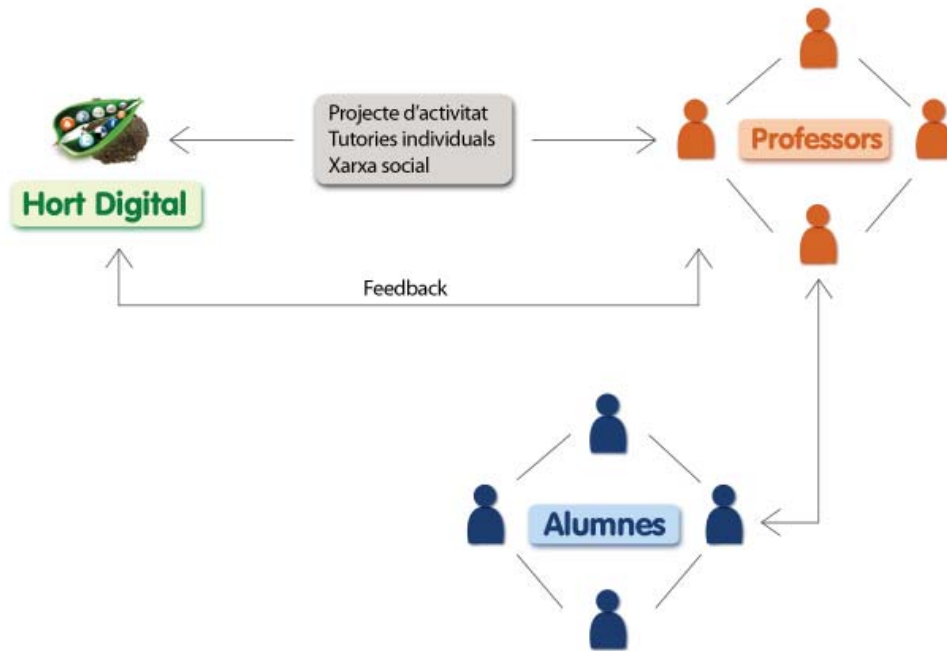 Projecte d'activitat
Tutories individuals
Xarxa social
Professors
Hort Digital
Feedback
Alumnes